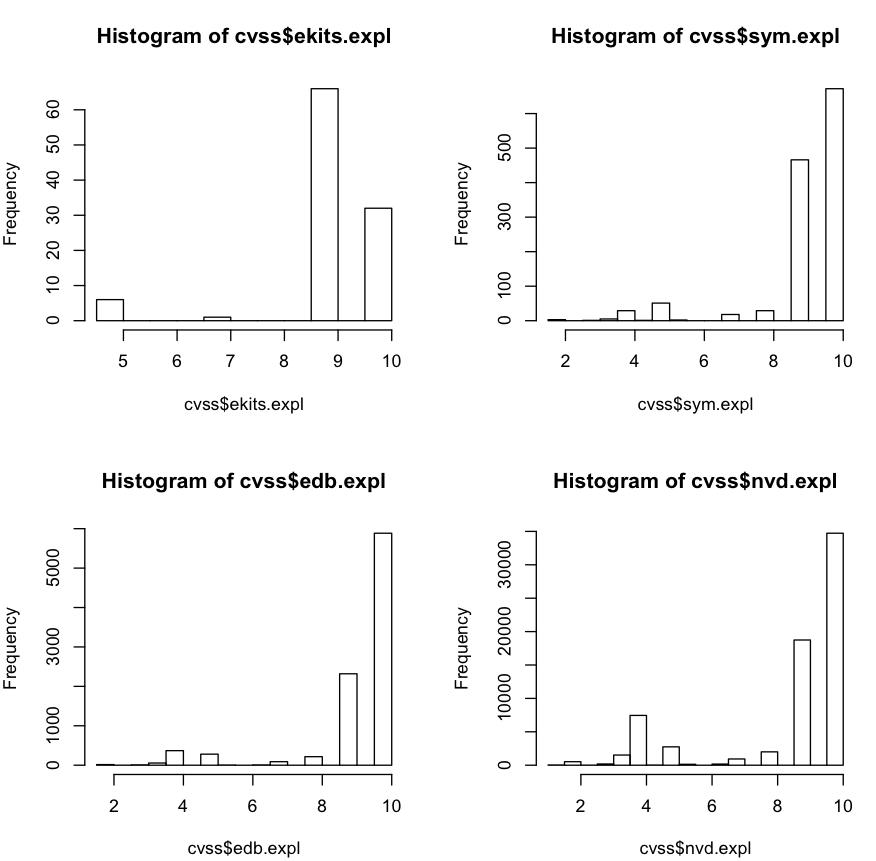 Histogram of cvss$ekits.expl
Frequency
0 10 20 30 40 50 60
5 6 7 8 9 10
cvss$ekits.expl
Histogram of cvss$sym.expl
Frequency
0 100 300 500
2 4 6 8 10
cvss$sym.expl
Histogram of cvss$edb.expl
Frequency
0 1000 3000 5000
2 4 6 8 10
cvss$edb.expl
Histogram of cvss$nvd.expl
Frequency
0 10000 20000 30000
2 4 6 8 10
cvss$nvd.expl